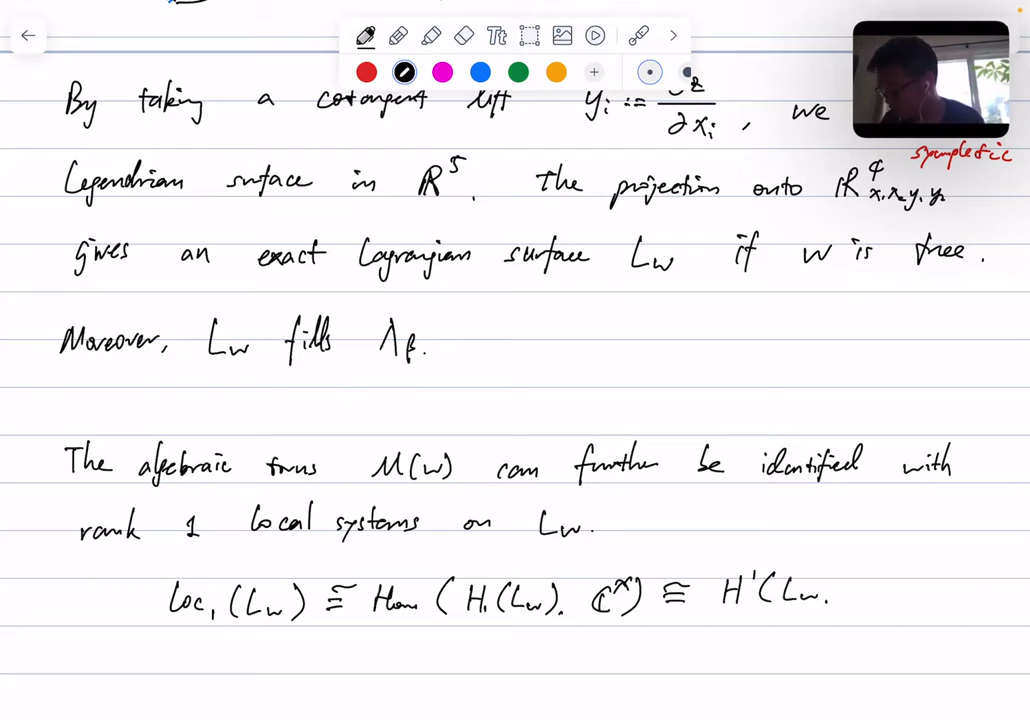 By taking a cotangent lift y_i := ∂z/∂x_i, we
symplectic
Legendrian surface in ℝ^5. The projection onto ℝ^4_{x_1 x_2 y_1 y_2}
gives an exact Lagrangian surface L_w if w is free.
Moreover, L_w fills Λ_β.
The algebraic torus M(w) can further be identified with
rank 1 local systems on L_w.
Loc_1(L_w) ≅ Hom(H_1(L_w), ℂ^×) ≅ H^1(L_w,